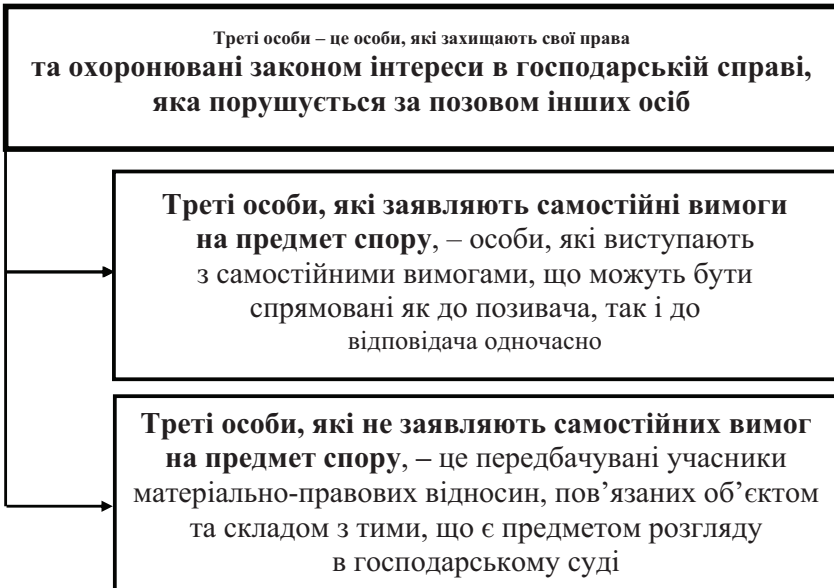 Треті особи – це особи, які захищають свої права
та охоронювані законом інтереси в господарській справі,
яка порушується за позовом інших осіб
Треті особи, які заявляють самостійні вимоги
на предмет спору, – особи, які виступають
з самостійними вимогами, що можуть бути
спрямовані як до позивача, так і до
відповідача одночасно
Треті особи, які не заявляють самостійних вимог
на предмет спору, – це передбачувані учасники
матеріально-правових відносин, пов’язаних об’єктом
та складом з тими, що є предметом розгляду
в господарському суді